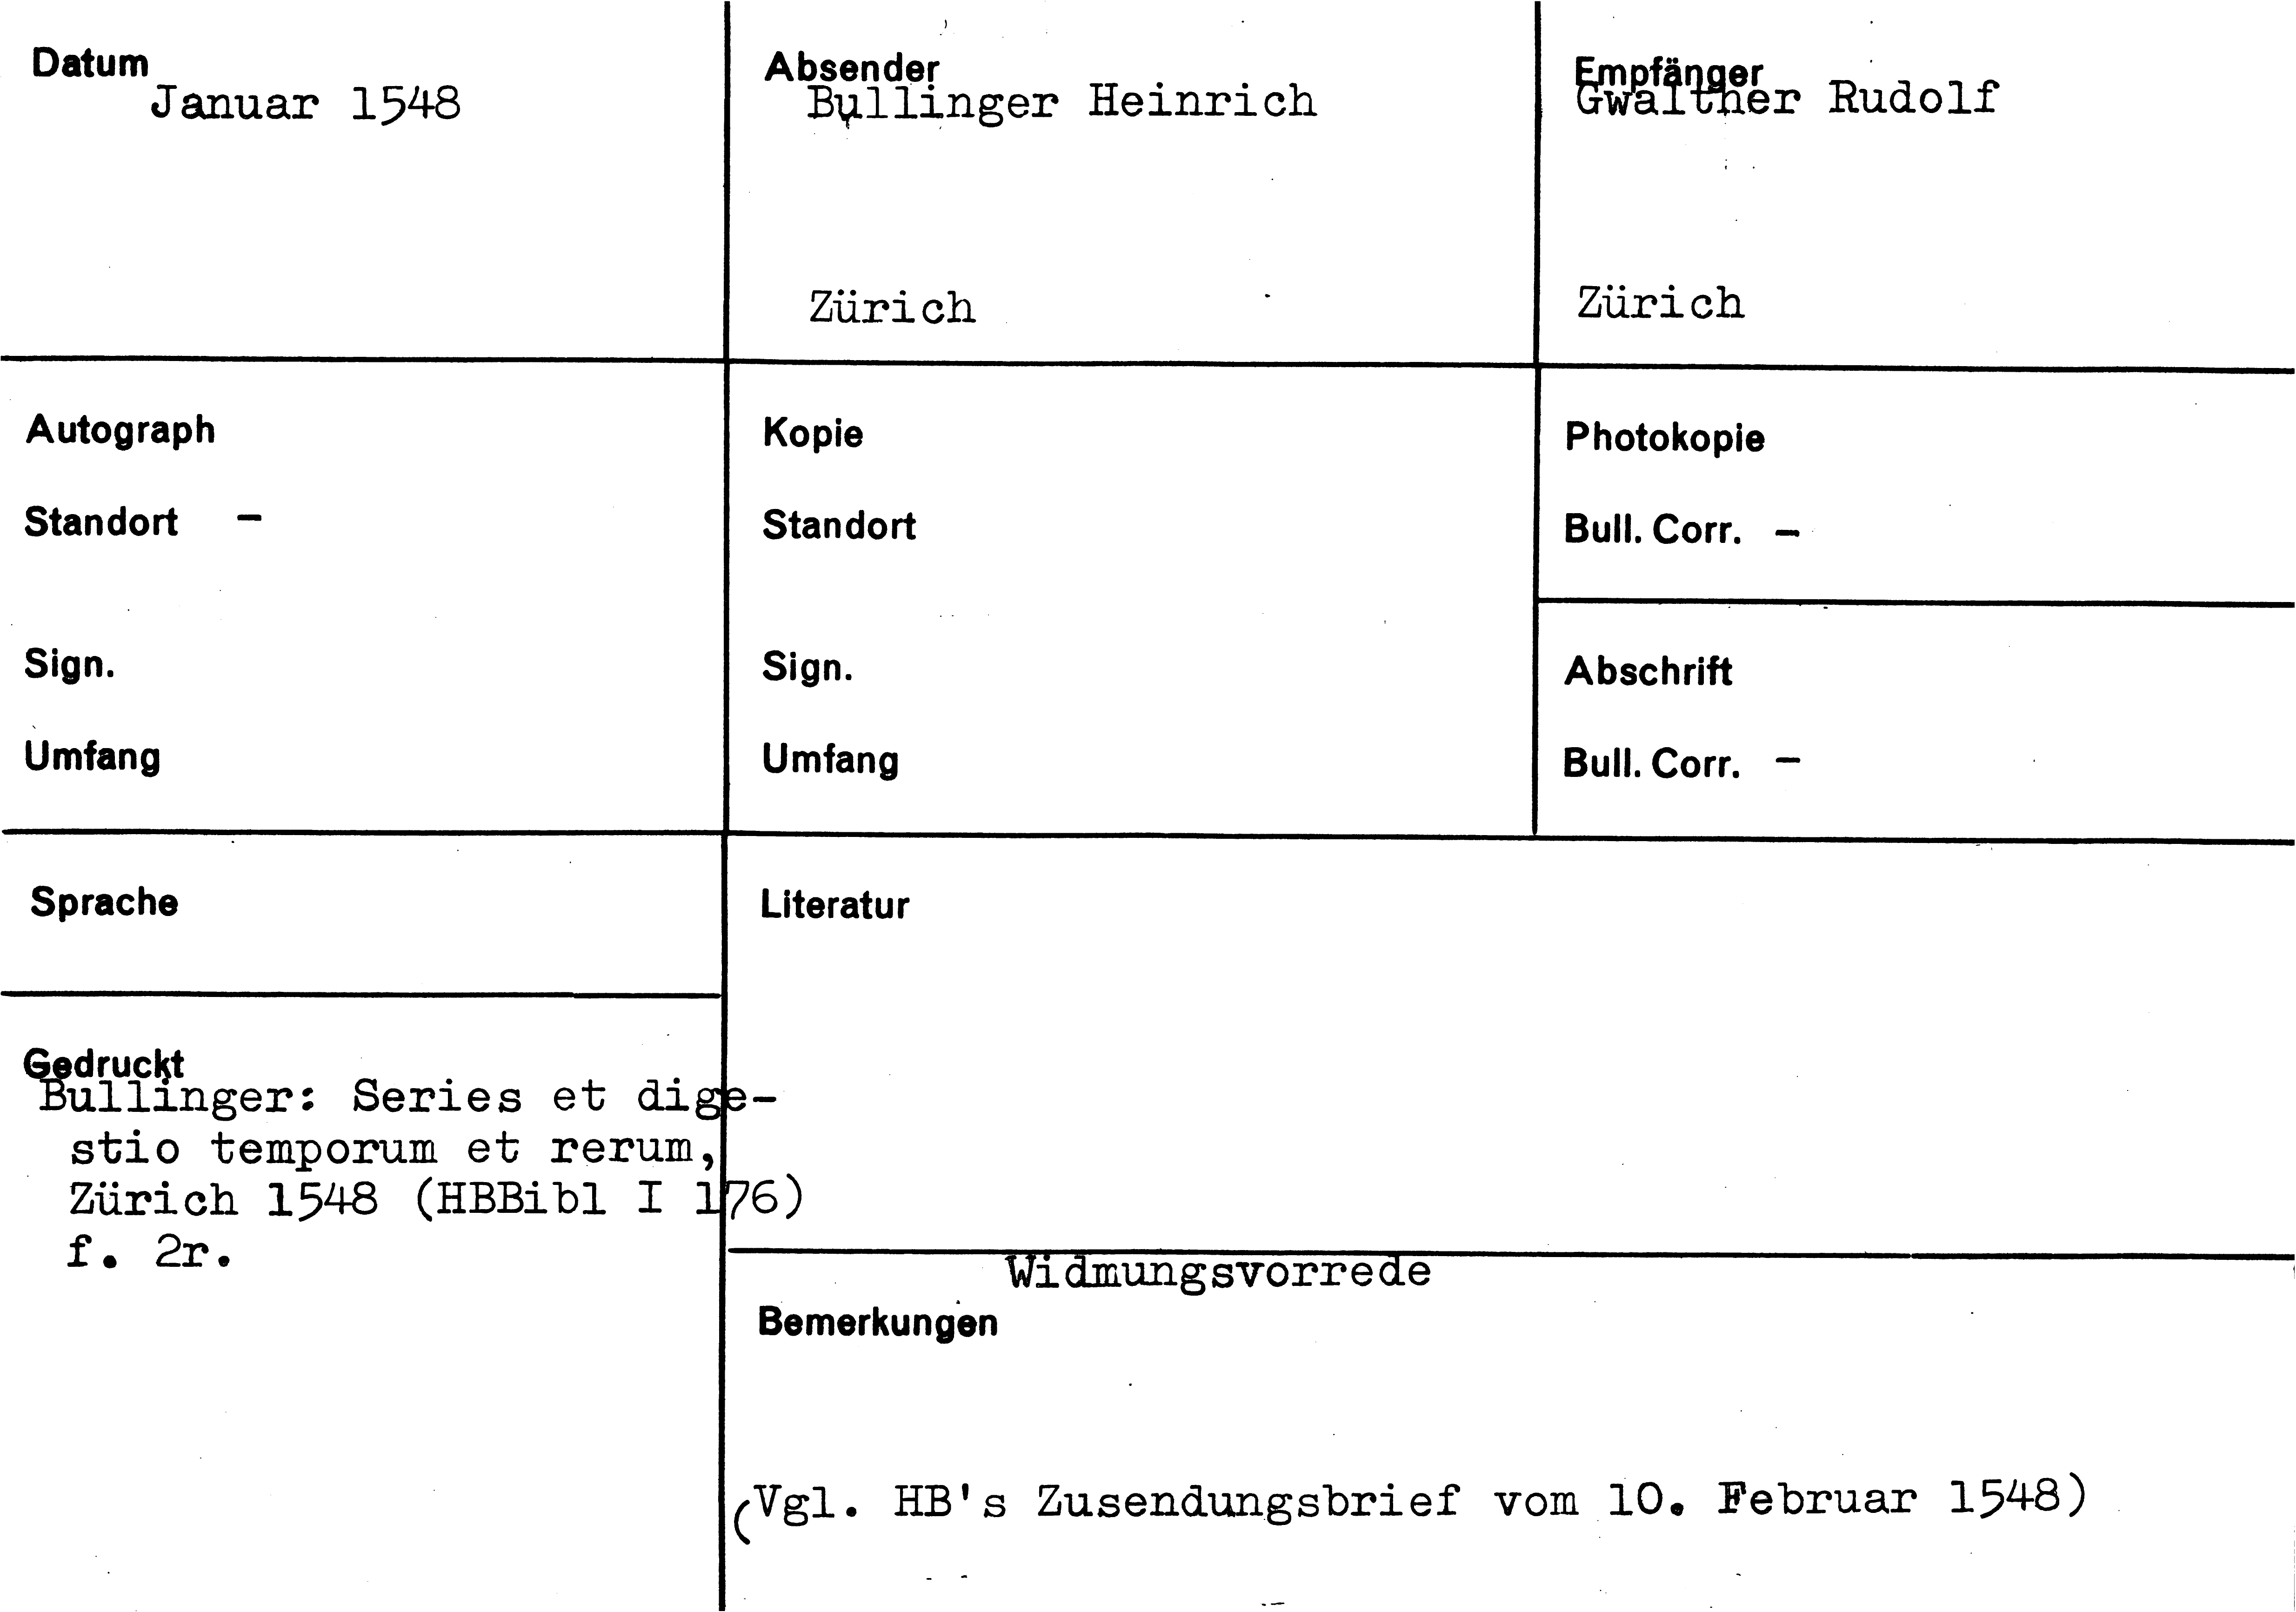 Datum
Januar 1548
Absender
Bullinger Heinrich
Zürich
Empfänger
Gwalther Rudolf
Zürich
Autograph
Standort –
Sign.
Umfang
Kopie
Standort
Sign.
Umfang
Photokopie
Bull. Corr. –
Abschrift
Bull. Corr. –
Sprache
Literatur
Gedruckt
Bullinger: Series et dige-
stio temporum et rerum,
Zürich 1548 (HBBibl I 176)
f. 2r.
Widmungsvorrede
Bemerkungen
(Vgl. HB's Zusendungsbrief vom 10. Februar 1548)